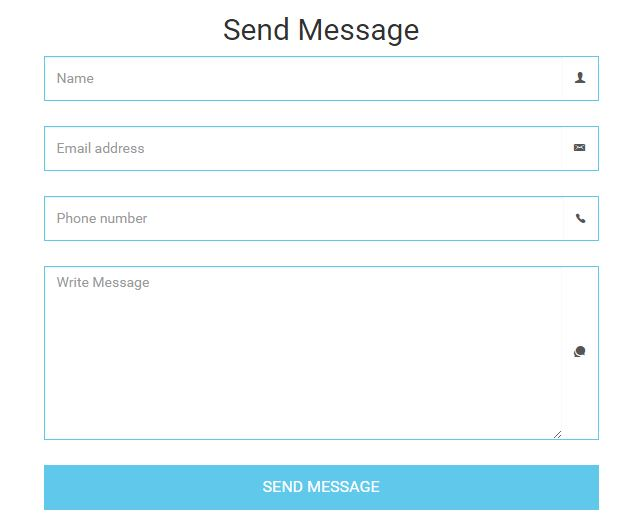 Send Message
Name
Email address
Phone number
Write Message
SEND MESSAGE